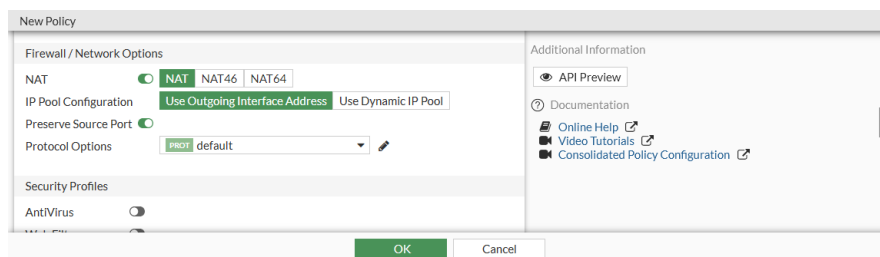 New Policy
Firewall / Network Options
NAT NAT NAT46 NAT64
IP Pool Configuration Use Outgoing Interface Address Use Dynamic IP Pool
Preserve Source Port
Protocol Options PROT default
Security Profiles
AntiVirus
Additional Information
API Preview
Documentation
Online Help
Video Tutorials
Consolidated Policy Configuration
OK Cancel